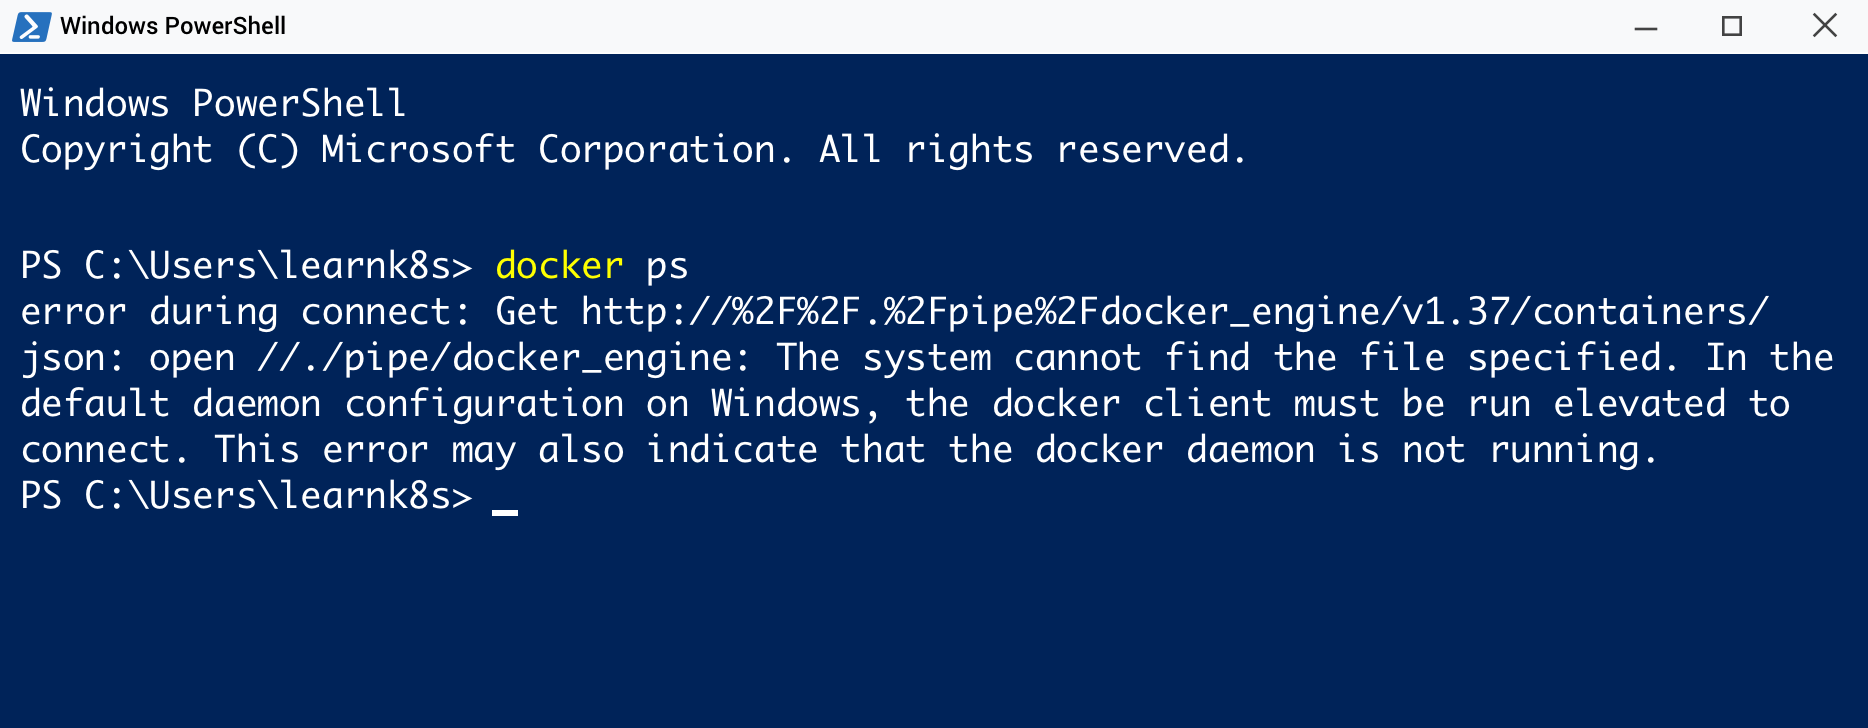 Windows PowerShell
Windows PowerShell
Copyright (C) Microsoft Corporation. All rights reserved.
PS C:\Users\learnk8s> docker ps
error during connect: Get http://%2F%2F.%2Fpipe%2Fdocker_engine/v1.37/containers/
json: open //./pipe/docker_engine: The system cannot find the file specified. In the
default daemon configuration on Windows, the docker client must be run elevated to
connect. This error may also indicate that the docker daemon is not running.
PS C:\Users\learnk8s> _